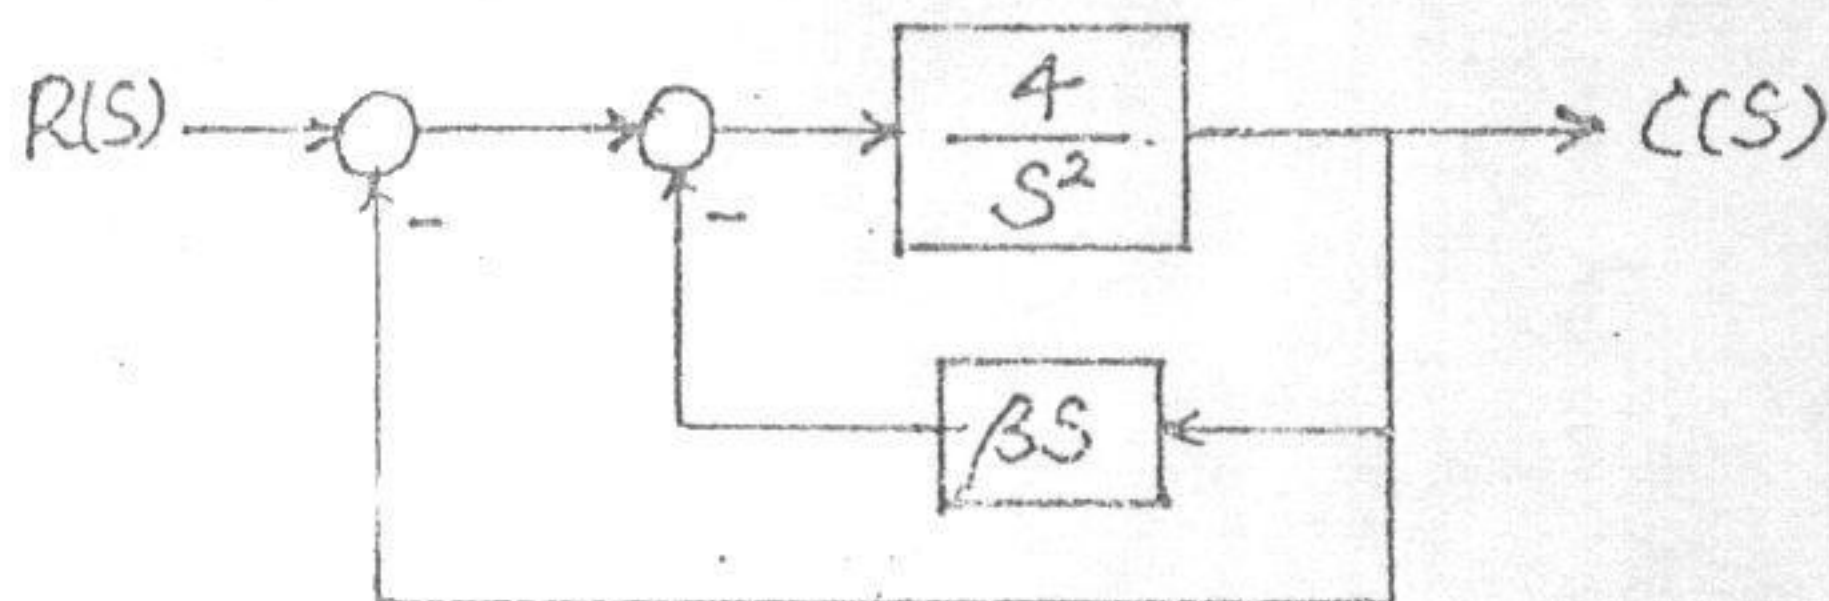 R(S)
-
-
4
S²
C(S)
βS